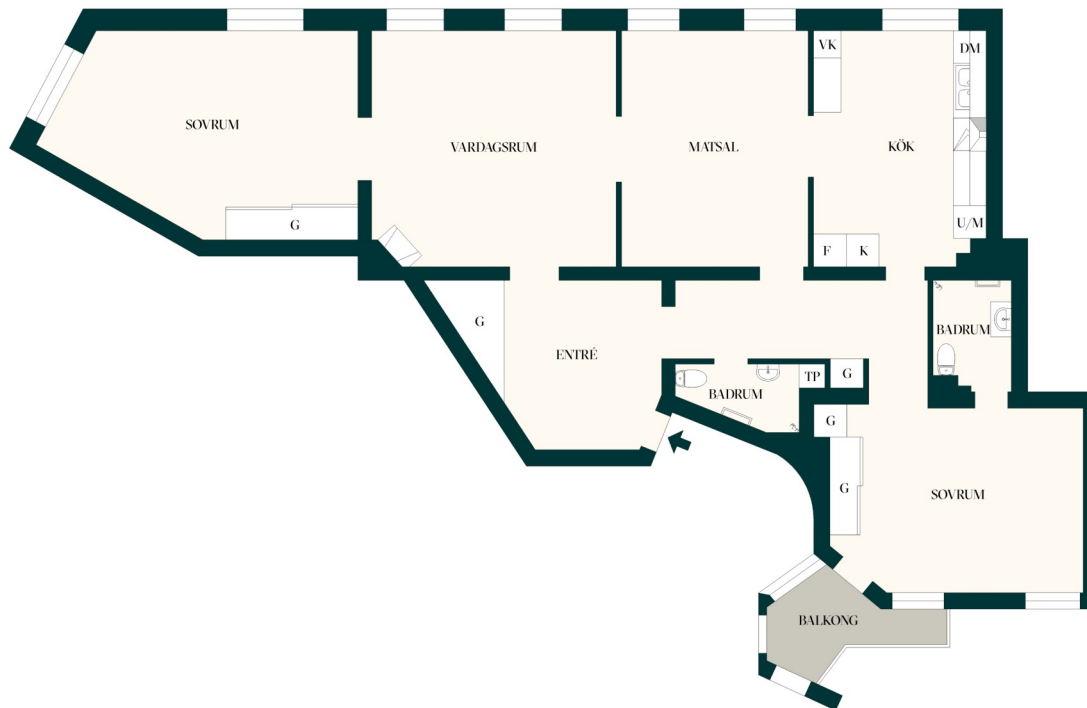 VK
DM
SOVRUM
VARDAGSRUM
MATSAL
KÖK
G
U/M
F
K
G
BADRUM
ENTRÉ
TP
G
BADRUM
G
G
SOVRUM
BALKONG